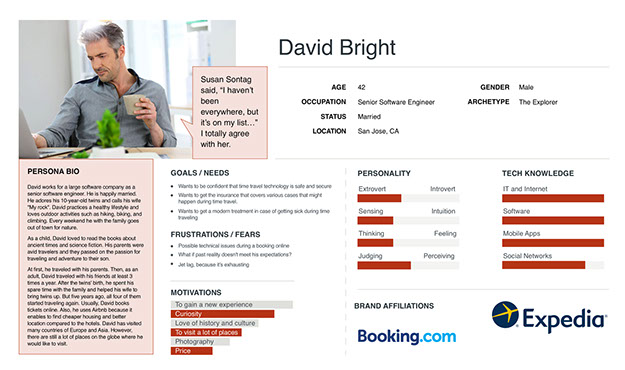 David Bright
Susan Sontag
said, "I haven't
been
everywhere, but
it's on my list..."
I totally agree
with her.
AGE 42
OCCUPATION Senior Software Engineer
STATUS Married
LOCATION San Jose, CA
GENDER Male
ARCHETYPE The Explorer
PERSONA BIO
David works for a large software company as a
senior software engineer. He is happily married.
He adores his 10-year-old twins and calls his wife
"My rock". David practices a healthy lifestyle and
loves outdoor activities such as hiking, biking, and
climbing. Every weekend he with the family goes
out of town for nature.
As a child, David loved to read the books about
ancient times and science fiction. His parents were
avid travelers and they passed on the passion for
traveling and adventure to their son.
At first, he traveled with his parents. Then, as an
adult, David traveled with his friends at least 3
times a year. After the twins' birth, he spent his
spare time with the family and helped his wife to
bring twins up. But five years ago, all four of them
started traveling again. Usually, David books
tickets online. Also, he uses Airbnb because it
enables to find cheaper housing and better
location compared to the hotels. David has visited
many countries of Europe and Asia. However,
there are still a lot of places on the globe where he
would like to visit.
GOALS / NEEDS
Wants to be confident that time travel technology is safe and secure
Wants to get the insurance that covers various cases that might
happen during time travel.
Wants to get a modern treatment in case of getting sick during time
traveling
FRUSTRATIONS / FEARS
Possible technical issues during a booking online
What if past reality doesn't meet his expectations?
Jet lag, because it's exhausting
MOTIVATIONS
To gain a new experience
Curiosity
Love of history and culture
To visit a lot of places
Photography
Price
PERSONALITY
Extrovert Introvert
Sensing Intuition
Thinking Feeling
Judging Perceiving
TECH KNOWLEDGE
IT and Internet
Software
Mobile Apps
Social Networks
BRAND AFFILIATIONS
Booking.com
Expedia